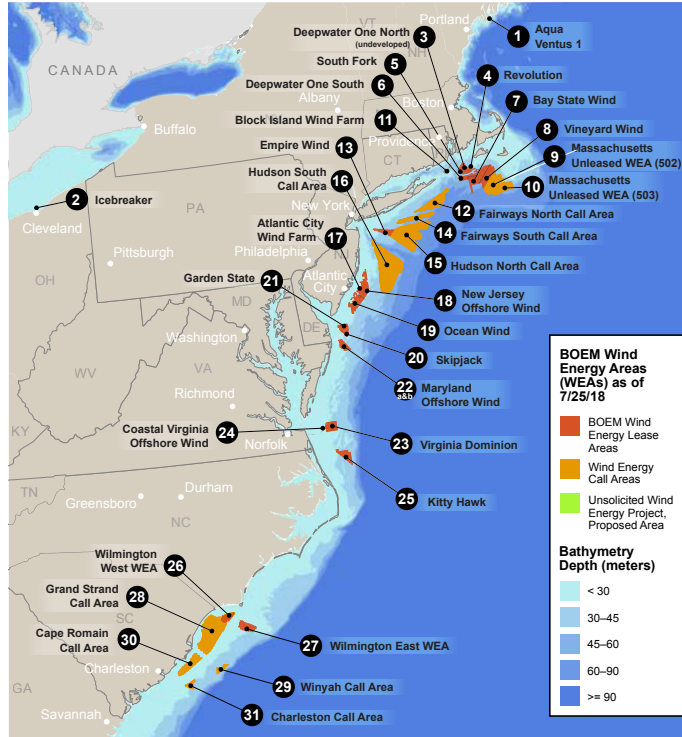 VT
Portland
NH
CANADA
NY
Albany
Boston
Buffalo
Providence
CT
PA
New York
Cleveland
Pittsburgh
Philadelphia
NJ
OH
Atlantic
City
MD
DE
Washington
WV
VA
Richmond
KY
Norfolk
TN
Greensboro
Durham
NC
SC
Charleston
GA
Savannah
1 Aqua
Ventus 1
2 Icebreaker
Deepwater One North
(undeveloped)
3
4 Revolution
South Fork 5
Deepwater One South 6
7 Bay State Wind
8 Vineyard Wind
9 Massachusetts
Unleased WEA (502)
10 Massachusetts
Unleased WEA (503)
Block Island Wind Farm 11
12 Fairways North Call Area
Empire Wind 13
14 Fairways South Call Area
15 Hudson North Call Area
Hudson South
Call Area
16
Atlantic City
Wind Farm
17
18 New Jersey
Offshore Wind
19 Ocean Wind
20 Skipjack
Garden State 21
22
a&b
Maryland
Offshore Wind
23 Virginia Dominion
Coastal Virginia
Offshore Wind
24
25 Kitty Hawk
Wilmington
West WEA
26
27 Wilmington East WEA
Grand Strand
Call Area
28
29 Winyah Call Area
Cape Romain
Call Area
30
31 Charleston Call Area
BOEM Wind
Energy Areas
(WEAs) as of
7/25/18
BOEM Wind
Energy Lease
Areas
Wind Energy
Call Areas
Unsolicited Wind
Energy Project,
Proposed Area
Bathymetry
Depth (meters)
< 30
30–45
45–60
60–90
>= 90